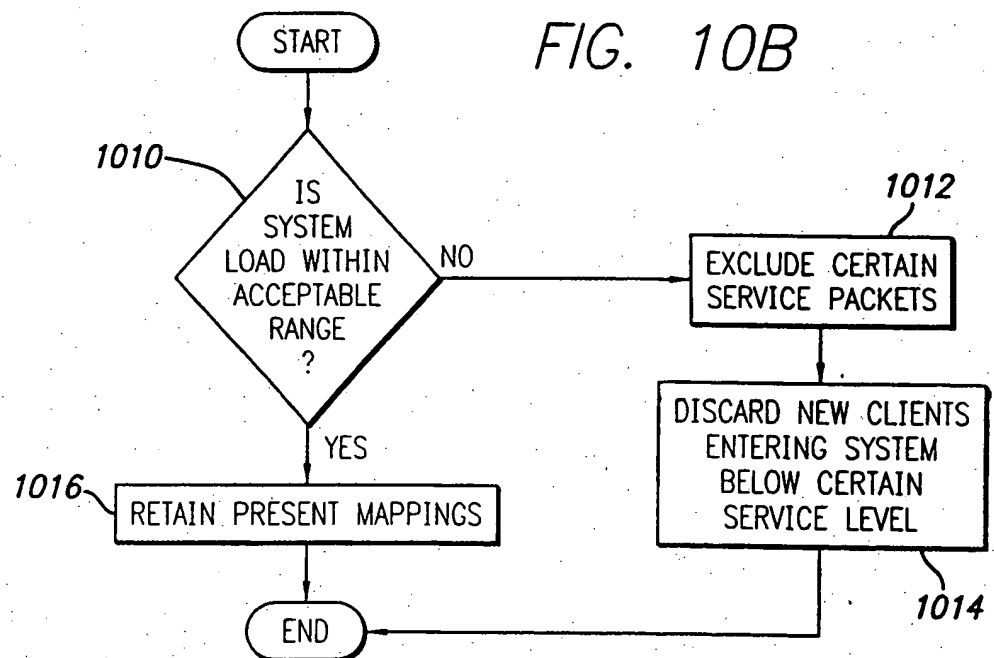 START
FIG. 10B
1010
IS
SYSTEM
LOAD WITHIN
ACCEPTABLE
RANGE
?
NO
1012
EXCLUDE CERTAIN
SERVICE PACKETS
YES
DISCARD NEW CLIENTS
ENTERING SYSTEM
BELOW CERTAIN
SERVICE LEVEL
1016
RETAIN PRESENT MAPPINGS
1014
END